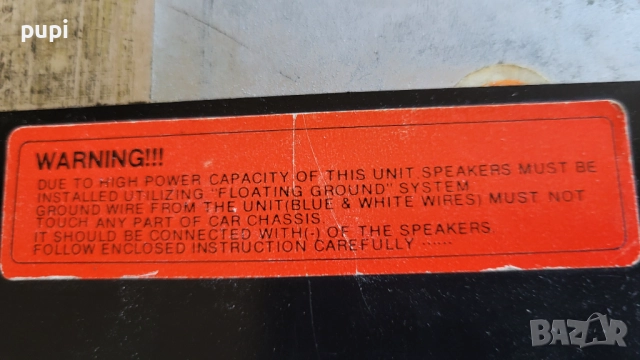 pupi
WARNING!!!
DUE TO HIGH POWER CAPACITY OF THIS UNIT SPEAKERS MUST BE
INSTALLED UTILIZING "FLOATING GROUND" SYSTEM
GROUND WIRE FROM THE UNIT(BLUE & WHITE WIRES) MUST NOT
TOUCH ANY PART OF CAR CHASSIS.
IT SHOULD BE CONNECTED WITH(-) OF THE SPEAKERS
FOLLOW ENCLOSED INSTRUCTION CAREFULLY ......
BAZAR